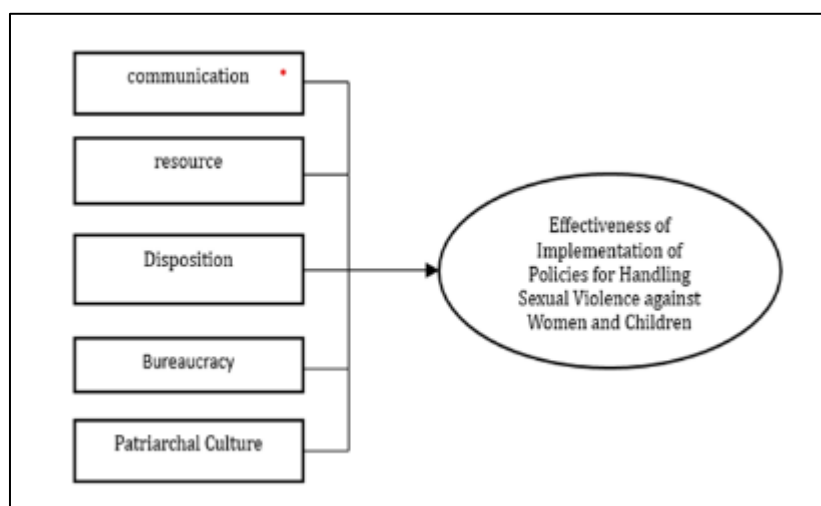 communication
resource
Disposition
Bureaucracy
Patriarchal Culture
Effectiveness of
Implementation of
Policies for Handling
Sexual Violence against
Women and Children